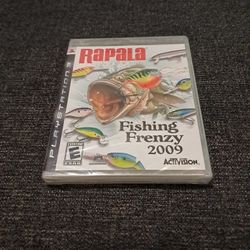 PLAYSTATION 3
Rapala
Fishing
Frenzy
2009
E
ACTIVISION